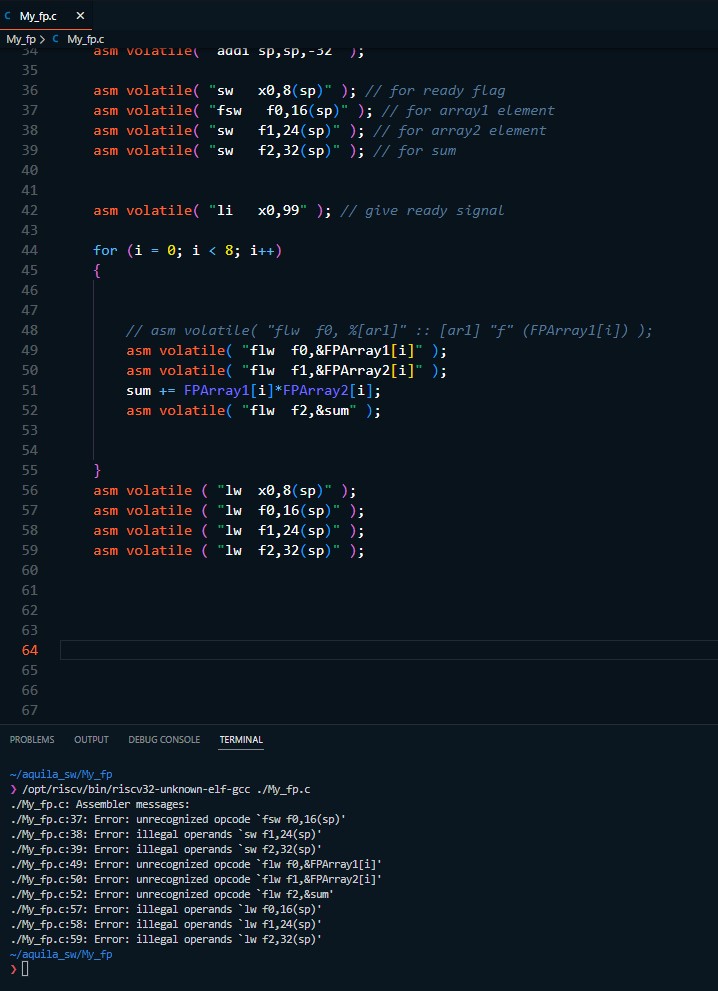 My_fp.c
My_fp > C My_fp.c
34 asm volatile( "addi sp,sp,-32" );
35
36 asm volatile( "sw   x0,8(sp)" ); // for ready flag
37 asm volatile( "fsw   f0,16(sp)" ); // for array1 element
38 asm volatile( "sw   f1,24(sp)" ); // for array2 element
39 asm volatile( "sw   f2,32(sp)" ); // for sum
40
41
42 asm volatile( "li   x0,99" ); // give ready signal
43
44 for (i = 0; i < 8; i++)
45 {
46
47
48 // asm volatile( "flw  f0, %[ar1]" :: [ar1] "f" (FPArray1[i]) );
49 asm volatile( "flw  f0,&FPArray1[i]" );
50 asm volatile( "flw  f1,&FPArray2[i]" );
51 sum += FPArray1[i]*FPArray2[i];
52 asm volatile( "flw  f2,&sum" );
53
54
55 }
56 asm volatile ( "lw  x0,8(sp)" );
57 asm volatile ( "lw  f0,16(sp)" );
58 asm volatile ( "lw  f1,24(sp)" );
59 asm volatile ( "lw  f2,32(sp)" );
60
61
62
63
64
65
66
67
PROBLEMS OUTPUT DEBUG CONSOLE TERMINAL
~/aquila_sw/My_fp
❯ /opt/riscv/bin/riscv32-unknown-elf-gcc ./My_fp.c
./My_fp.c: Assembler messages:
./My_fp.c:37: Error: unrecognized opcode `fsw f0,16(sp)'
./My_fp.c:38: Error: illegal operands `sw f1,24(sp)'
./My_fp.c:39: Error: illegal operands `sw f2,32(sp)'
./My_fp.c:49: Error: unrecognized opcode `flw f0,&FPArray1[i]'
./My_fp.c:50: Error: unrecognized opcode `flw f1,&FPArray2[i]'
./My_fp.c:52: Error: unrecognized opcode `flw f2,&sum'
./My_fp.c:57: Error: illegal operands `lw f0,16(sp)'
./My_fp.c:58: Error: illegal operands `lw f1,24(sp)'
./My_fp.c:59: Error: illegal operands `lw f2,32(sp)'
~/aquila_sw/My_fp
❯